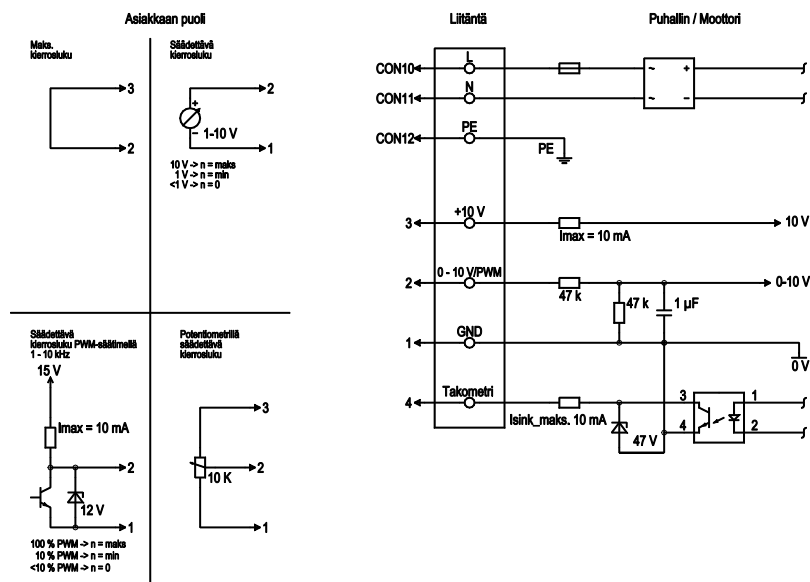 Asiakkaan puoli
Maks.
kierrosluku
3
2
Säädettävä
kierrosluku
2
+
1-10 V
–
1
10 V -> n = maks
1 V -> n = min
<1 V -> n = 0
Säädettävä
kierrosluku PWM-säätimellä
1 - 10 kHz
15 V
Imax = 10 mA
2
12 V
1
100 % PWM -> n = maks
10 % PWM -> n = min
<10 % PWM -> n = 0
Potentiometrillä
säädettävä
kierrosluku
3
2
10 K
1
Liitäntä
Puhallin / Moottori
CON10
L
~ +
CON11
N
~ –
CON12
PE
PE
3
+10 V
10 V
Imax = 10 mA
2
0 - 10 V/PWM
0-10 V
47 k
47 k
1 µF
1
GND
0 V
4
Takometri
Isink_maks. 10 mA
47 V
3
4
1
2